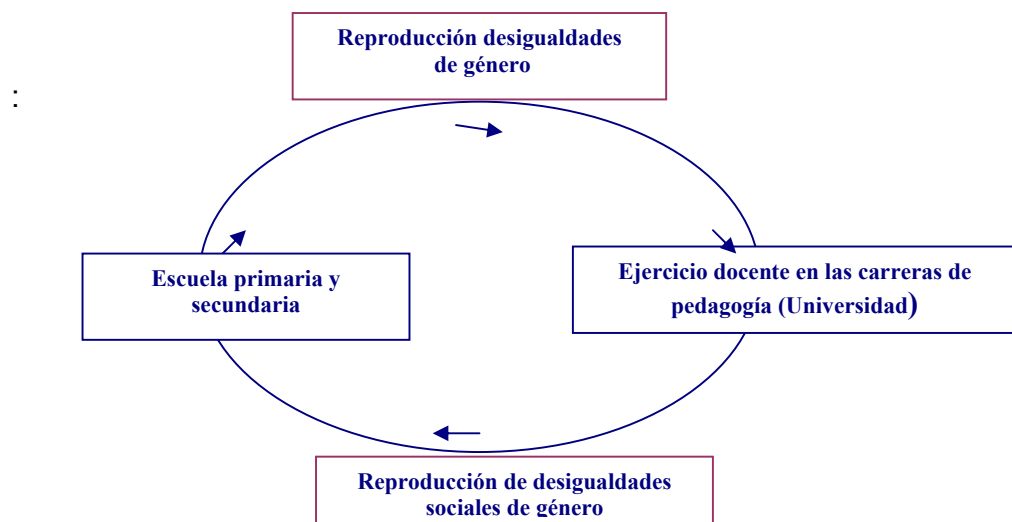 Reproducción desigualdades
de género
:
Escuela primaria y
secundaria
Ejercicio docente en las carreras de
pedagogía (Universidad)
Reproducción de desigualdades
sociales de género